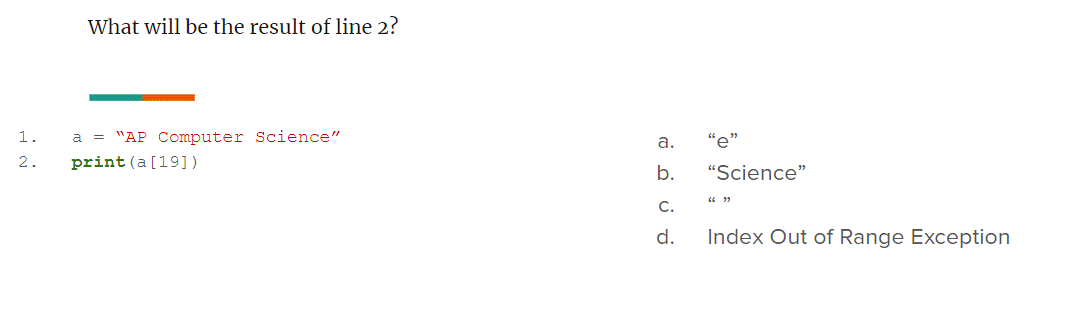 What will be the result of line 2?
1. a = “AP Computer Science”
2. print(a[19])
a. “e”
b. “Science”
c. “ ”
d. Index Out of Range Exception